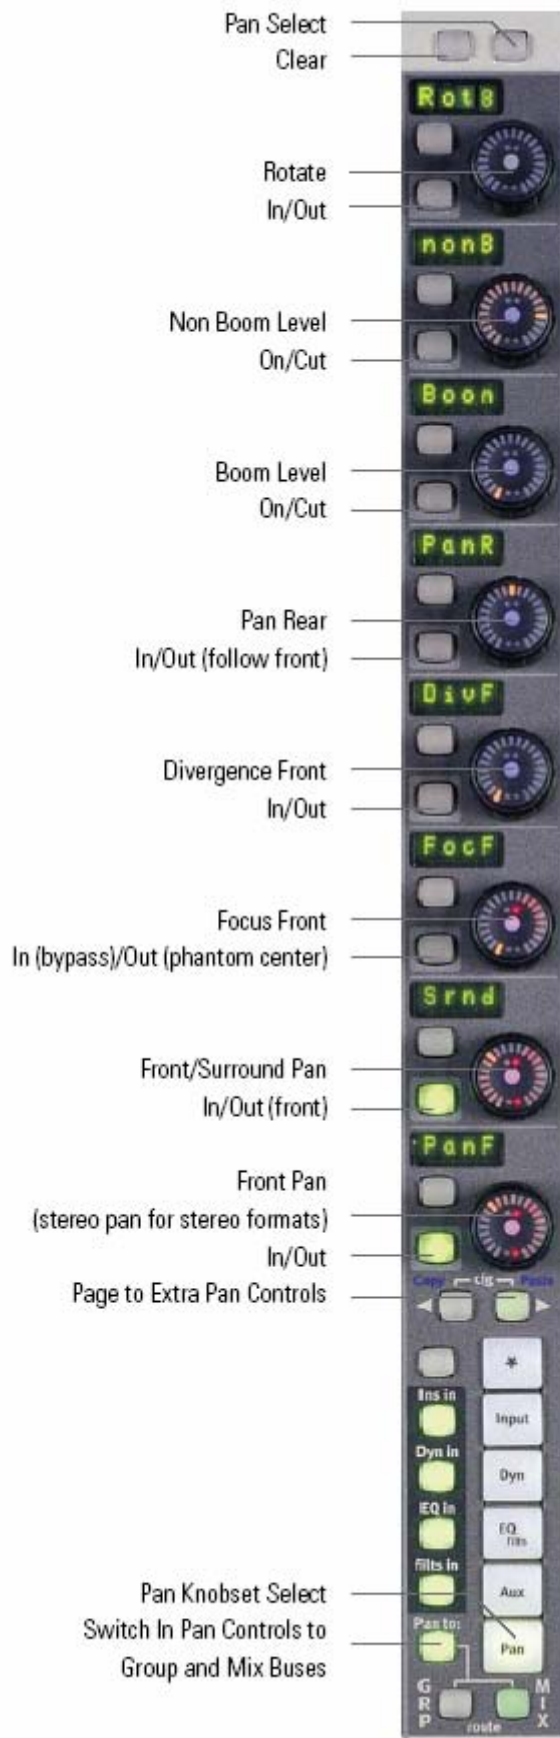 Pan Select
Clear
Rot8
Rotate
In/Out
nonB
Non Boom Level
On/Cut
Boon
Boom Level
On/Cut
PanR
Pan Rear
In/Out (follow front)
DivF
Divergence Front
In/Out
FocF
Focus Front
In (bypass)/Out (phantom center)
Srnd
Front/Surround Pan
In/Out (front)
PanF
Front Pan
(stereo pan for stereo formats)
In/Out
Copy cfg Paste
Page to Extra Pan Controls
*
Ins in
Input
Dyn in
Dyn
EQ in
EQ
filts
filts in
Aux
Pan Knobset Select
Pan to:
Pan
Switch In Pan Controls to
Group and Mix Buses
GRP
MIX
route